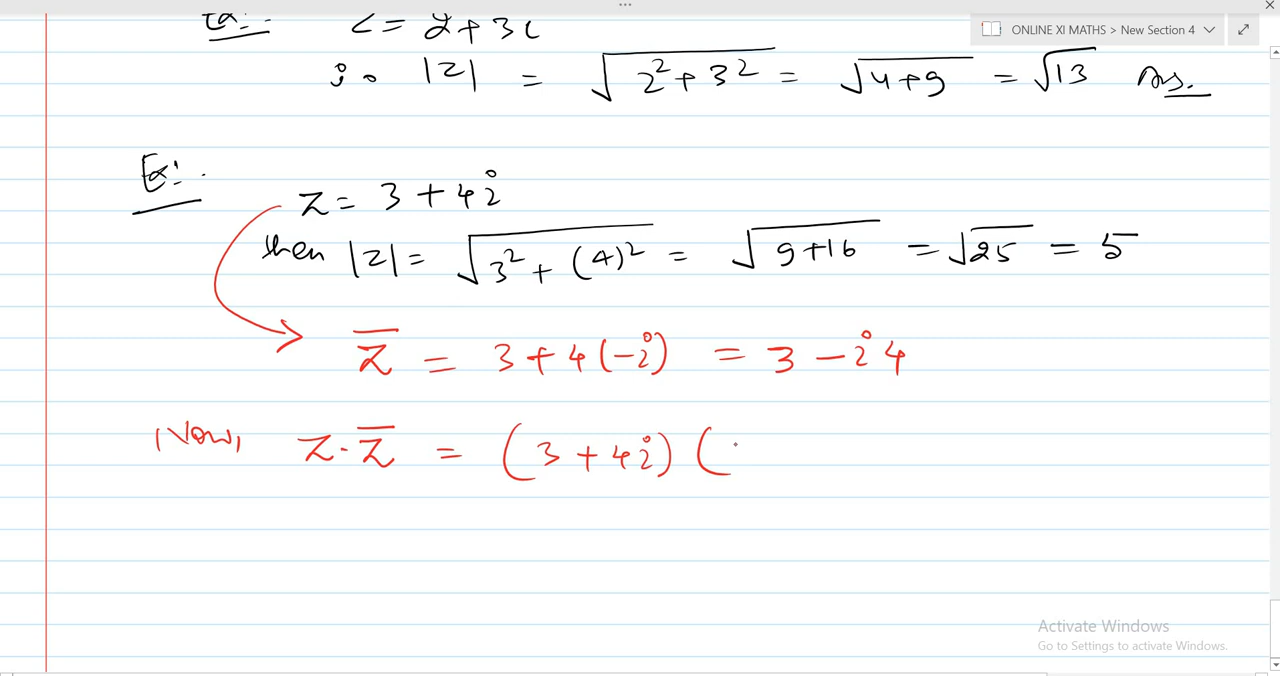 ONLINE XI MATHS > New Section 4
Ex:. z = 2 + 3i
|z| = √(2² + 3²) = √(4+9) = √13 Ans.
Ex:.
z = 3 + 4i
then |z| = √(3² + (4)²) = √(9+16) = √25 = 5
z̅ = 3 + 4(-i) = 3 - i4
Now, z · z̅ = (3 + 4i) (
Activate Windows
Go to Settings to activate Windows.